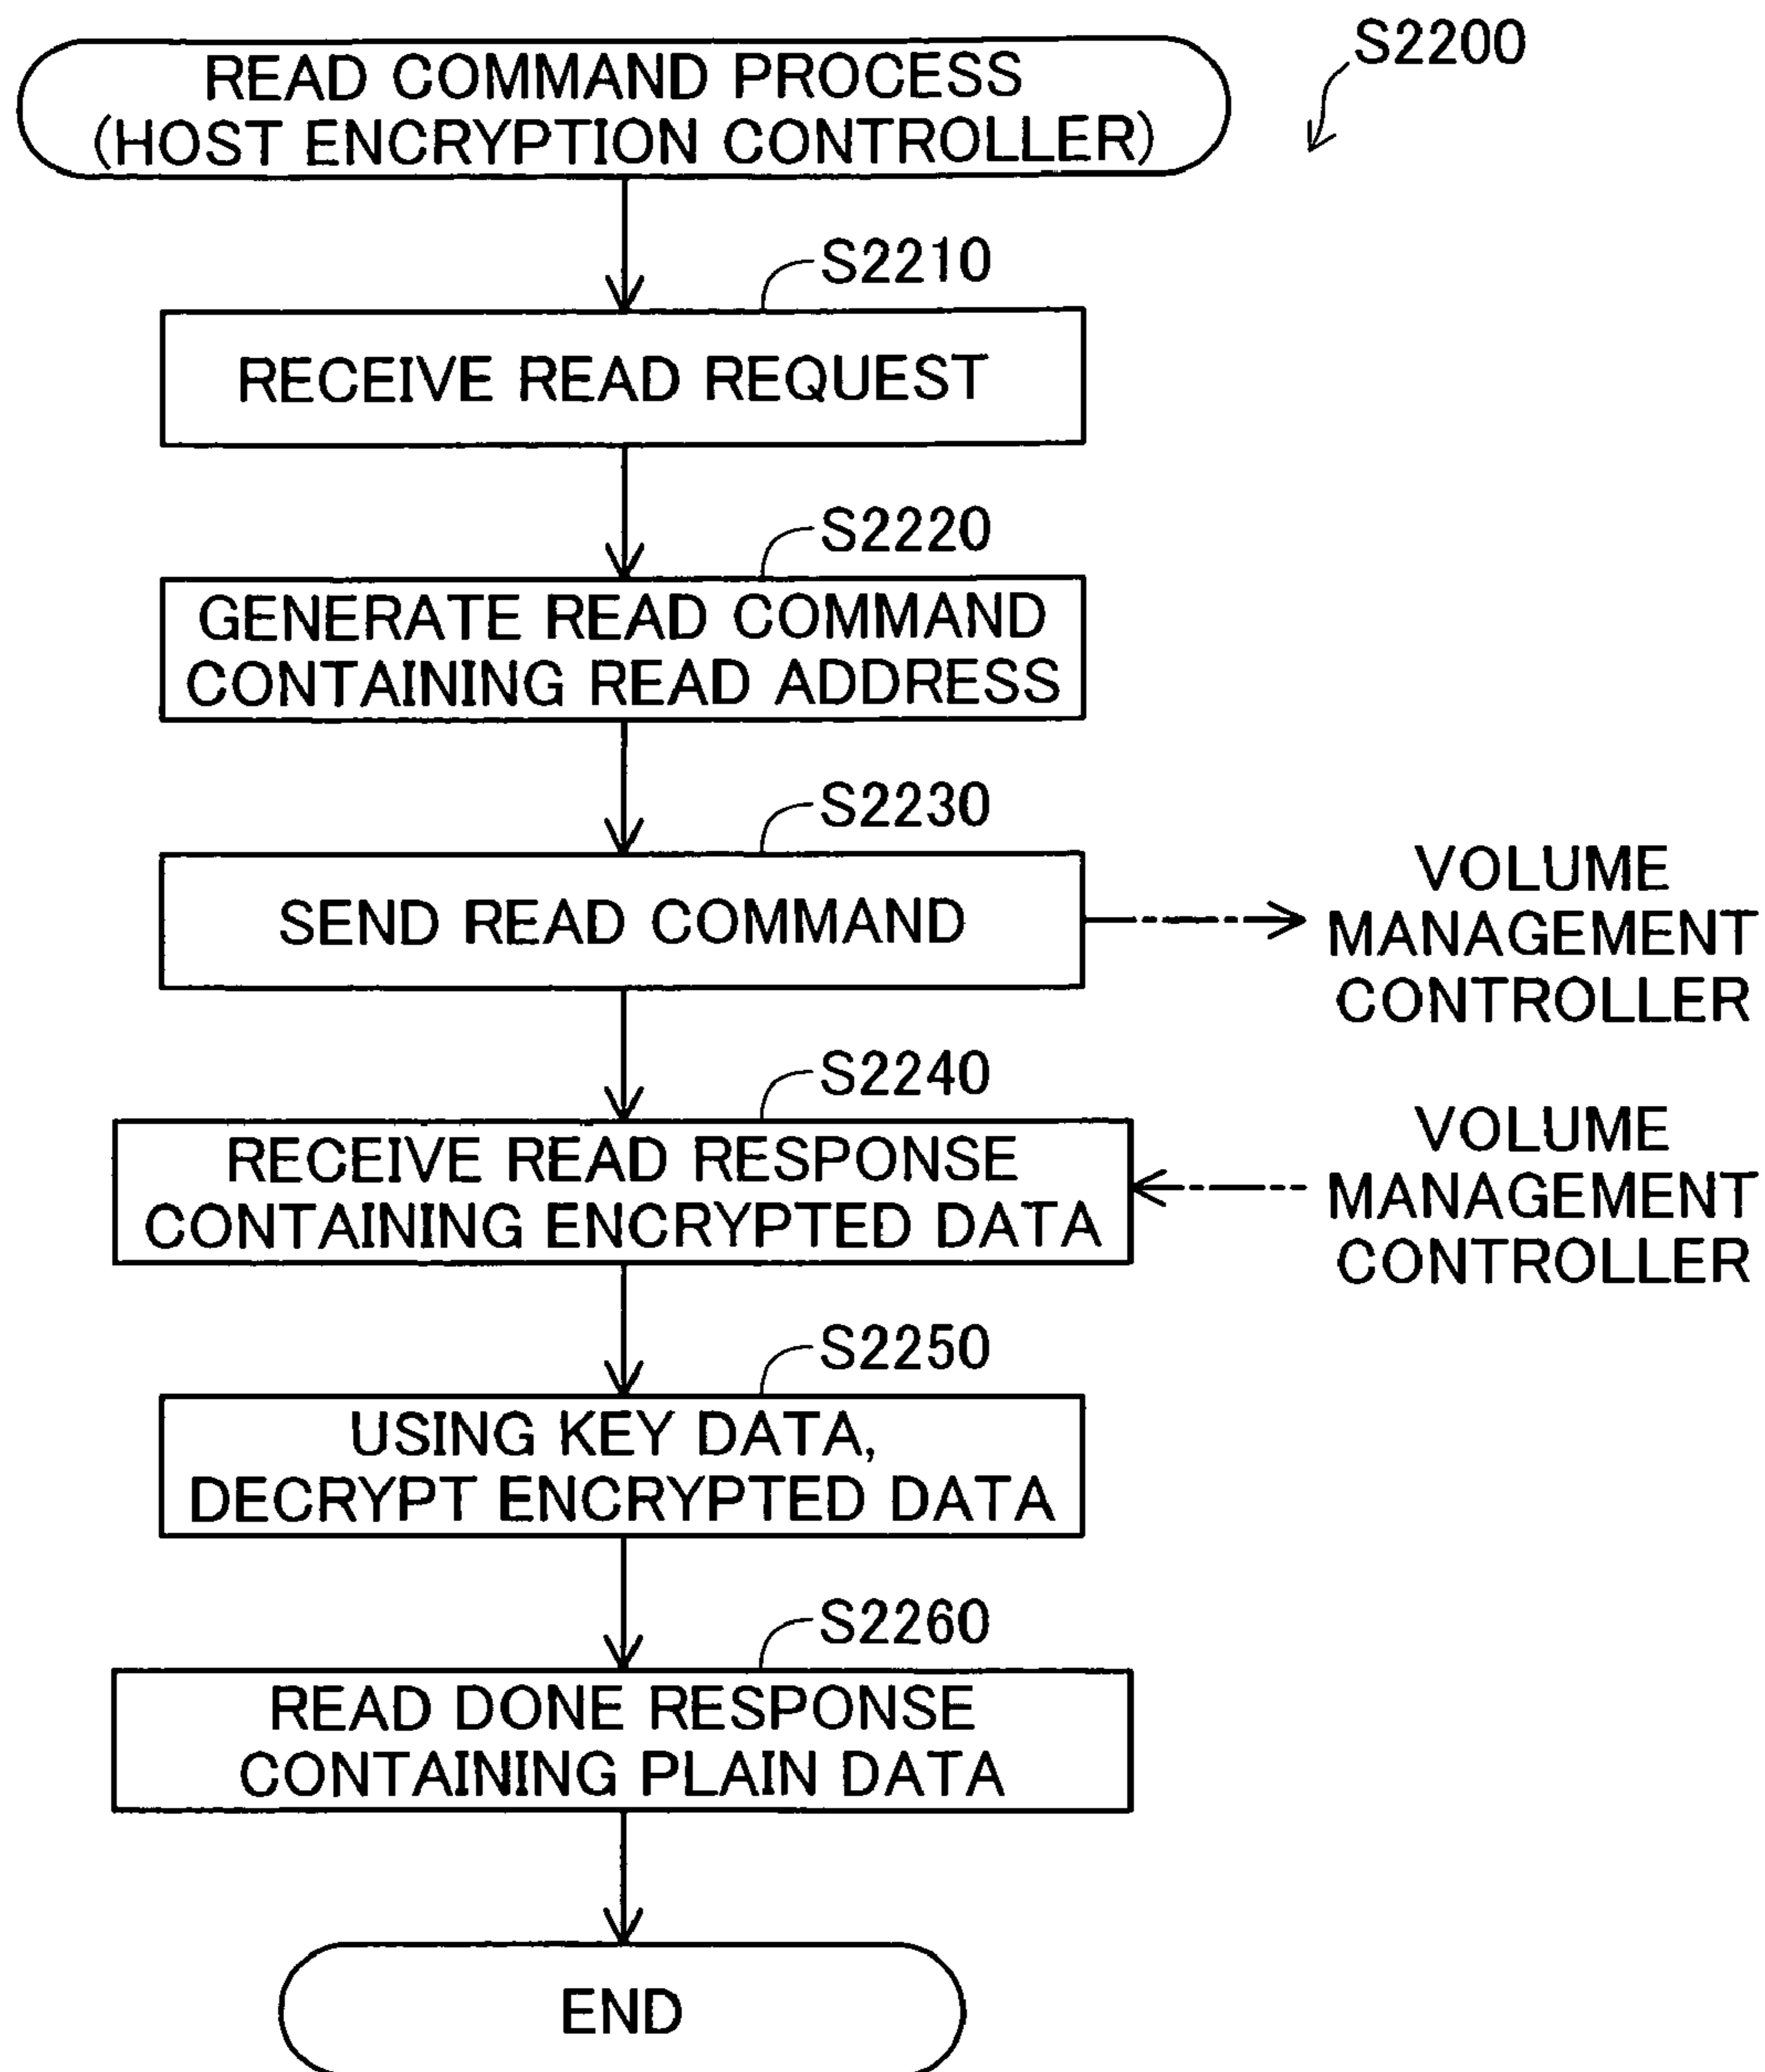 READ COMMAND PROCESS
(HOST ENCRYPTION CONTROLLER)
S2200
S2210
RECEIVE READ REQUEST
S2220
GENERATE READ COMMAND
CONTAINING READ ADDRESS
S2230
SEND READ COMMAND
VOLUME
MANAGEMENT
CONTROLLER
S2240
RECEIVE READ RESPONSE
CONTAINING ENCRYPTED DATA
VOLUME
MANAGEMENT
CONTROLLER
S2250
USING KEY DATA,
DECRYPT ENCRYPTED DATA
S2260
READ DONE RESPONSE
CONTAINING PLAIN DATA
END